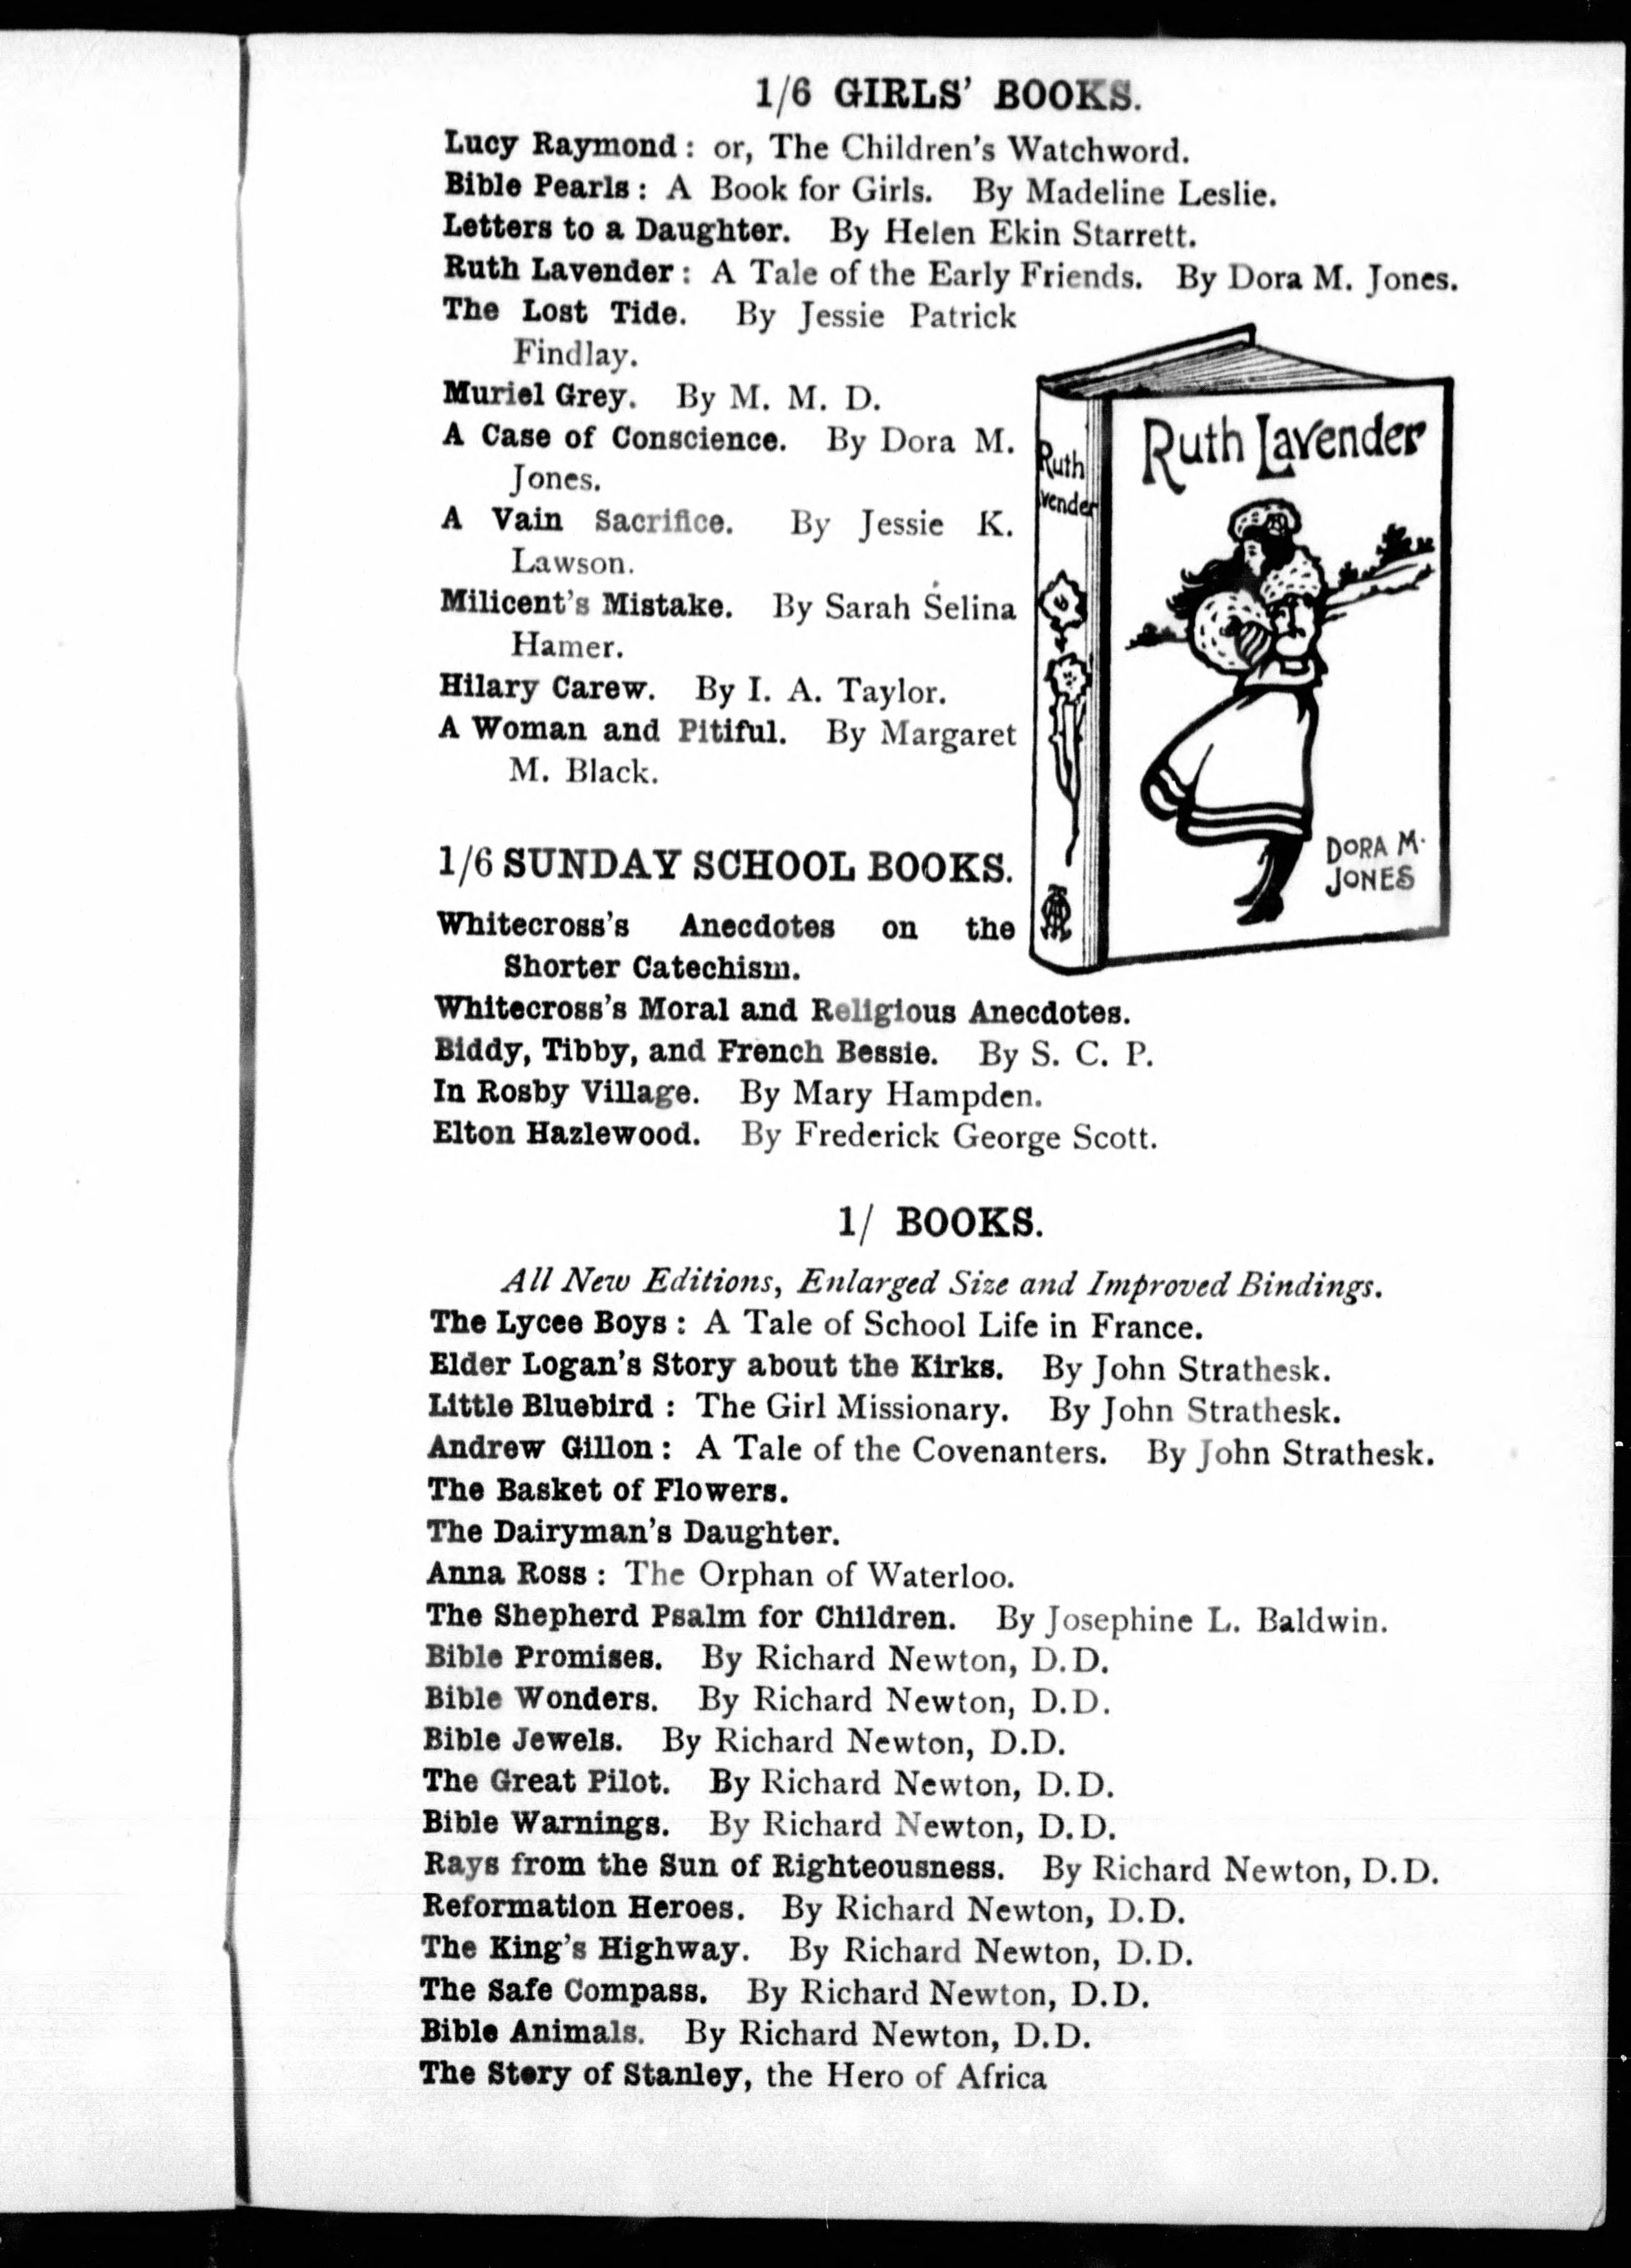 1/6 GIRLS' BOOKS.
Lucy Raymond: or, The Children's Watchword.
Bible Pearls: A Book for Girls. By Madeline Leslie.
Letters to a Daughter. By Helen Ekin Starrett.
Ruth Lavender: A Tale of the Early Friends. By Dora M. Jones.
The Lost Tide. By Jessie Patrick
Findlay.
Muriel Grey. By M. M. D.
A Case of Conscience. By Dora M.
Jones.
A Vain Sacrifice. By Jessie K.
Lawson.
Milicent's Mistake. By Sarah Selina
Hamer.
Hilary Carew. By I. A. Taylor.
A Woman and Pitiful. By Margaret
M. Black.
Ruth
vender
Ruth Lavender
DORA M.
JONES
1/6 SUNDAY SCHOOL BOOKS.
Whitecross's Anecdotes on the
Shorter Catechism.
Whitecross's Moral and Religious Anecdotes.
Biddy, Tibby, and French Bessie. By S. C. P.
In Rosby Village. By Mary Hampden.
Elton Hazlewood. By Frederick George Scott.
1/ BOOKS.
All New Editions, Enlarged Size and Improved Bindings.
The Lycee Boys: A Tale of School Life in France.
Elder Logan's Story about the Kirks. By John Strathesk.
Little Bluebird: The Girl Missionary. By John Strathesk.
Andrew Gillon: A Tale of the Covenanters. By John Strathesk.
The Basket of Flowers.
The Dairyman's Daughter.
Anna Ross: The Orphan of Waterloo.
The Shepherd Psalm for Children. By Josephine L. Baldwin.
Bible Promises. By Richard Newton, D.D.
Bible Wonders. By Richard Newton, D.D.
Bible Jewels. By Richard Newton, D.D.
The Great Pilot. By Richard Newton, D.D.
Bible Warnings. By Richard Newton, D.D.
Rays from the Sun of Righteousness. By Richard Newton, D.D.
Reformation Heroes. By Richard Newton, D.D.
The King's Highway. By Richard Newton, D.D.
The Safe Compass. By Richard Newton, D.D.
Bible Animals. By Richard Newton, D.D.
The Story of Stanley, the Hero of Africa